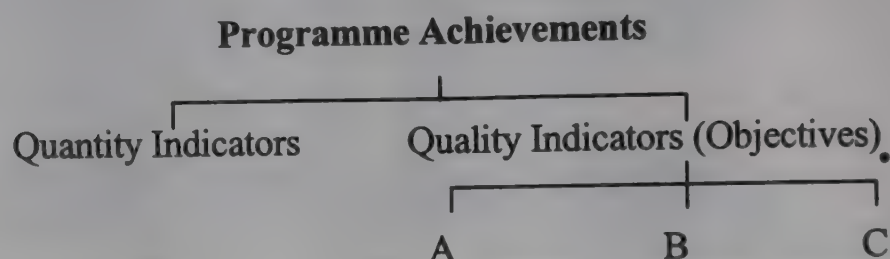 Programme Achievements
Quantity Indicators Quality Indicators (Objectives)
A B C